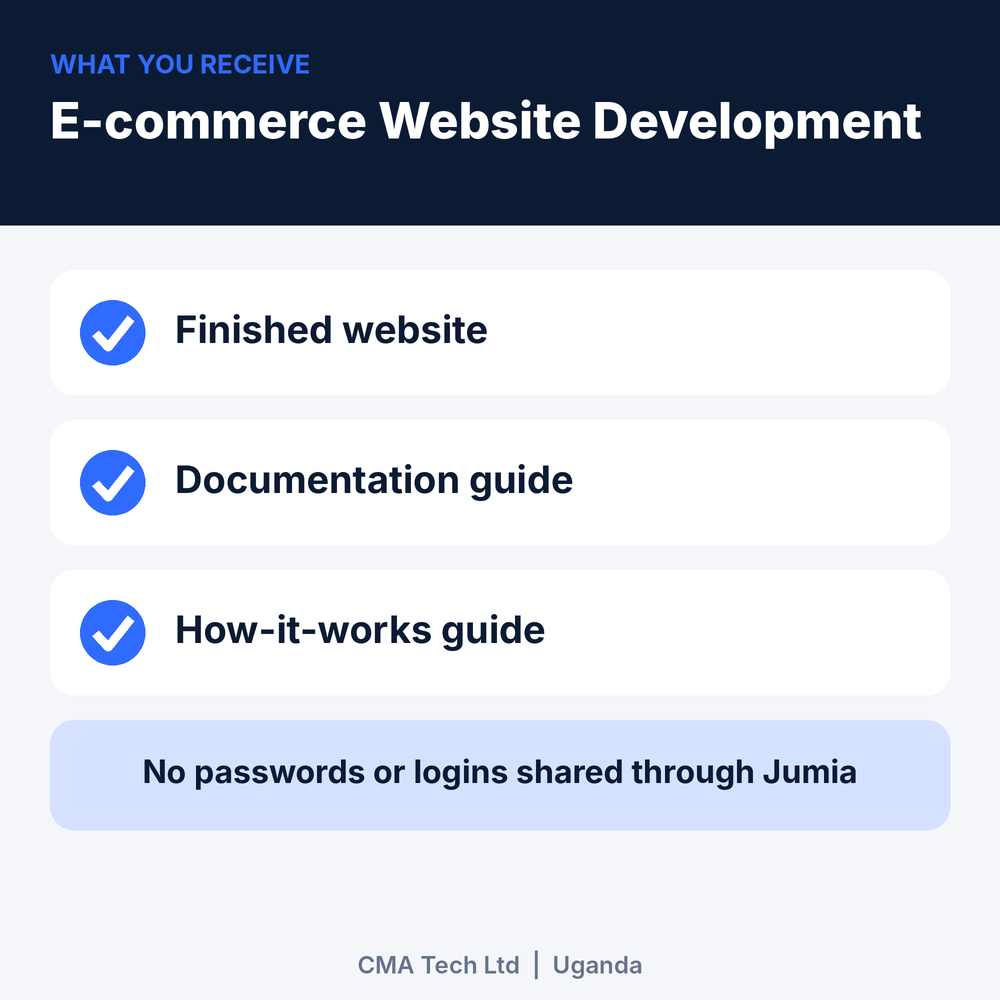 WHAT YOU RECEIVE
E-commerce Website Development
Finished website
Documentation guide
How-it-works guide
No passwords or logins shared through Jumia
CMA Tech Ltd | Uganda